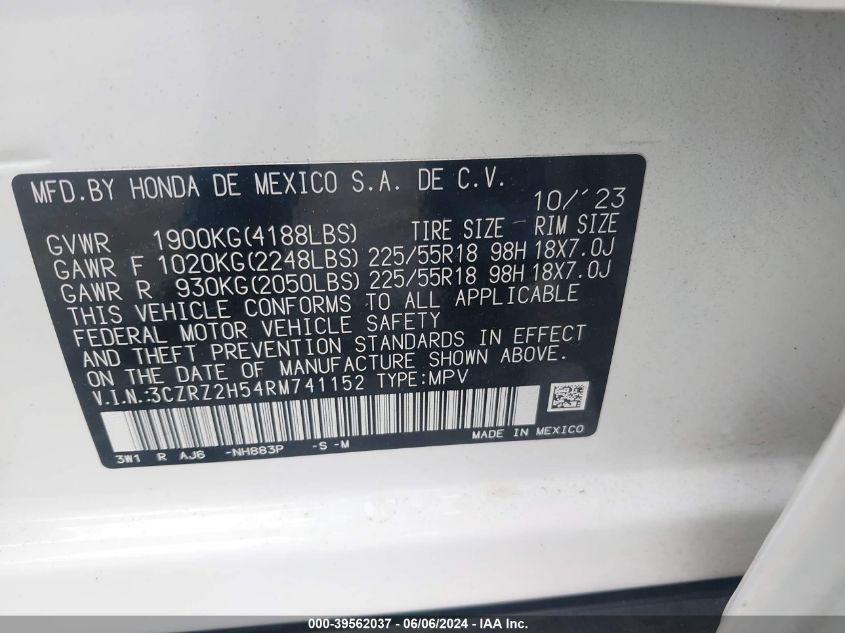 MFD.BY HONDA DE MEXICO S.A. DE C.V.
10/'23
GVWR 1900KG(4188LBS) TIRE SIZE RIM SIZE
GAWR F 1020KG(2248LBS) 225/55R18 98H 18X7.0J
GAWR R 930KG(2050LBS) 225/55R18 98H 18X7.0J
THIS VEHICLE CONFORMS TO ALL APPLICABLE
FEDERAL MOTOR VEHICLE SAFETY
AND THEFT PREVENTION STANDARDS IN EFFECT
ON THE DATE OF MANUFACTURE SHOWN ABOVE.
V.I.N.:3CZRZ2H54RM741152 TYPE:MPV
3W1 R AJ6 -NH883P -S -M
MADE IN MEXICO
000-39562037 - 06/06/2024 - IAA Inc.